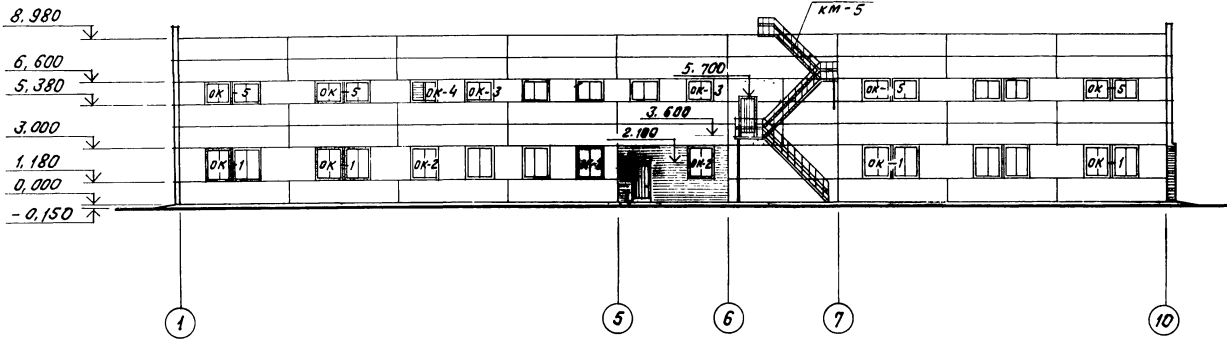 8,980
КМ-5
6,600
5,380
5.700
ОК - 5
ОК - 5
ОК-4
ОК - 3
ОК - 3
ОК - 5
ОК - 5
3,000
3.600
2.100
1,180
ОК - 1
ОК - 1
ОК-2
ОК-2
ОК - 1
ОК - 1
0,000
-0,150
1
5
6
7
10